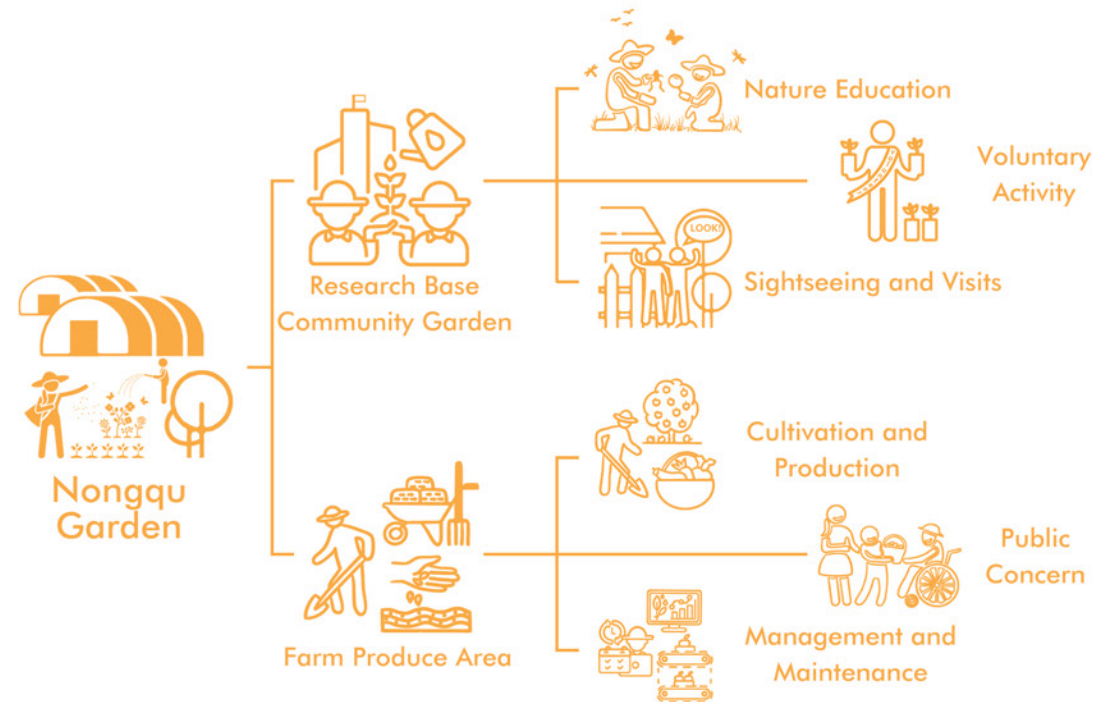 Nongqu
Garden
Research Base
Community Garden
Nature Education
Voluntary
Activity
LOOK!
Sightseeing and Visits
Farm Produce Area
Cultivation and
Production
Public
Concern
Management and
Maintenance